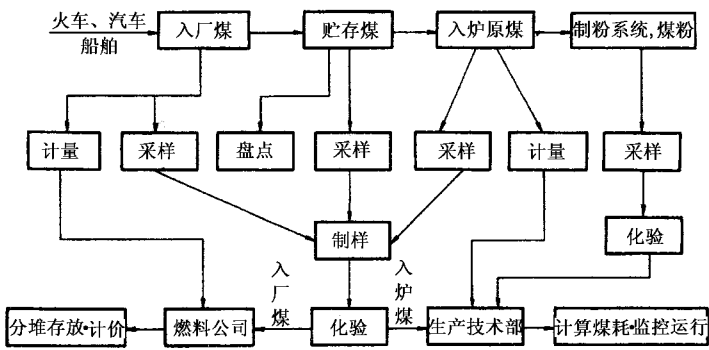 火车、汽车
船舶
入厂煤
贮存煤
入炉原煤
制粉系统,煤粉
计量
采样
盘点
采样
采样
计量
采样
制样
化验
入厂煤
入炉煤
分堆存放·计价
燃料公司
化验
生产技术部
计算煤耗·监控运行